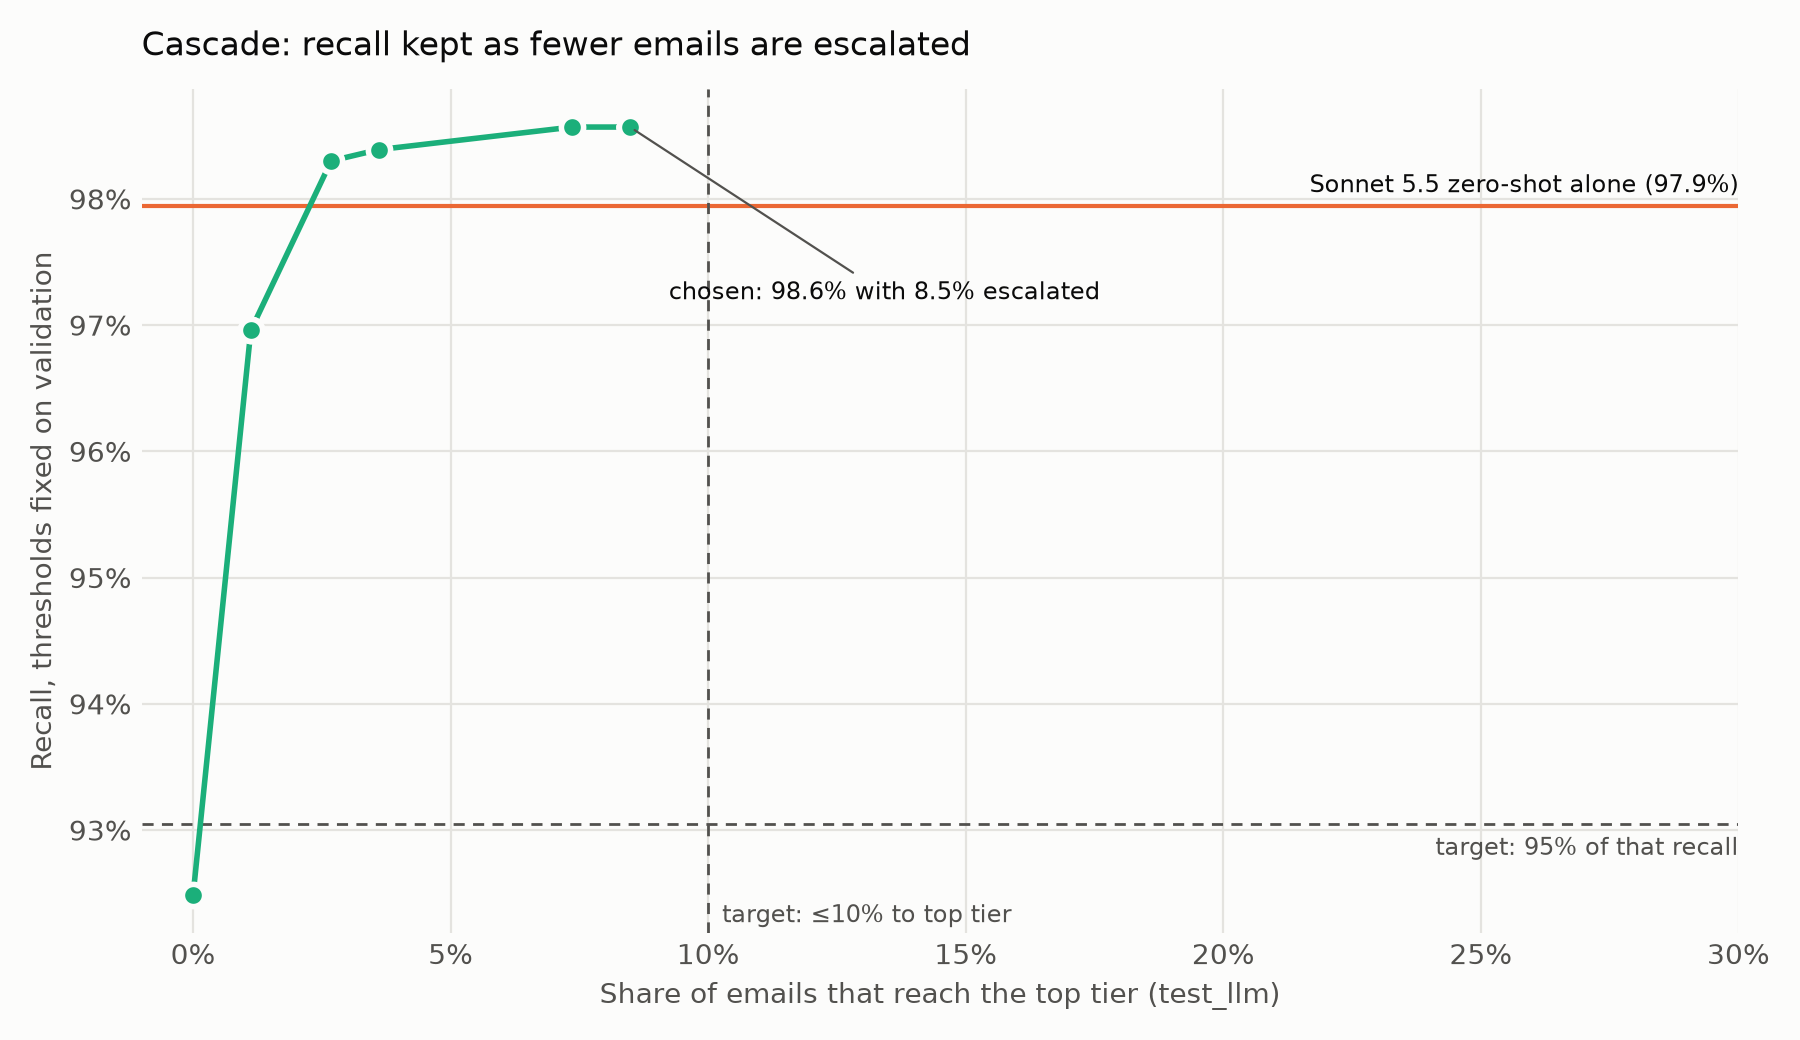 Cascade: recall kept as fewer emails are escalated
Recall, thresholds fixed on validation
98%
97%
96%
95%
94%
93%
Sonnet 5.5 zero-shot alone (97.9%)
chosen: 98.6% with 8.5% escalated
target: 95% of that recall
target: ≤10% to top tier
0%
5%
10%
15%
20%
25%
30%
Share of emails that reach the top tier (test_llm)